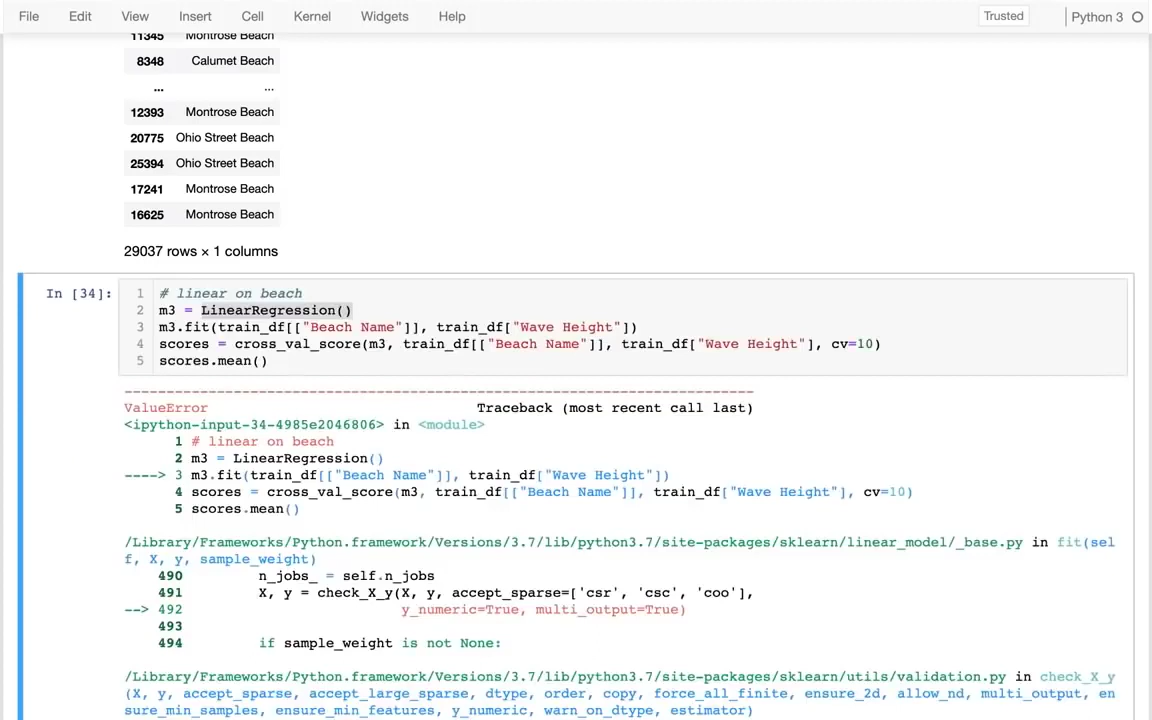 File Edit View Insert Cell Kernel Widgets Help Trusted Python 3
11345 Montrose Beach
8348 Calumet Beach
... ...
12393 Montrose Beach
20775 Ohio Street Beach
25394 Ohio Street Beach
17241 Montrose Beach
16625 Montrose Beach
29037 rows × 1 columns
In [34]:
1 # linear on beach
2 m3 = LinearRegression()
3 m3.fit(train_df[["Beach Name"]], train_df["Wave Height"])
4 scores = cross_val_score(m3, train_df[["Beach Name"]], train_df["Wave Height"], cv=10)
5 scores.mean()
---------------------------------------------------------------------------
ValueError Traceback (most recent call last)
<ipython-input-34-4985e2046806> in <module>
1 # linear on beach
2 m3 = LinearRegression()
----> 3 m3.fit(train_df[["Beach Name"]], train_df["Wave Height"])
4 scores = cross_val_score(m3, train_df[["Beach Name"]], train_df["Wave Height"], cv=10)
5 scores.mean()
/Library/Frameworks/Python.framework/Versions/3.7/lib/python3.7/site-packages/sklearn/linear_model/_base.py in fit(sel
f, X, y, sample_weight)
490 n_jobs_ = self.n_jobs
491 X, y = check_X_y(X, y, accept_sparse=['csr', 'csc', 'coo'],
--> 492 y_numeric=True, multi_output=True)
493
494 if sample_weight is not None:
/Library/Frameworks/Python.framework/Versions/3.7/lib/python3.7/site-packages/sklearn/utils/validation.py in check_X_y
(X, y, accept_sparse, accept_large_sparse, dtype, order, copy, force_all_finite, ensure_2d, allow_nd, multi_output, en
sure_min_samples, ensure_min_features, y_numeric, warn_on_dtype, estimator)